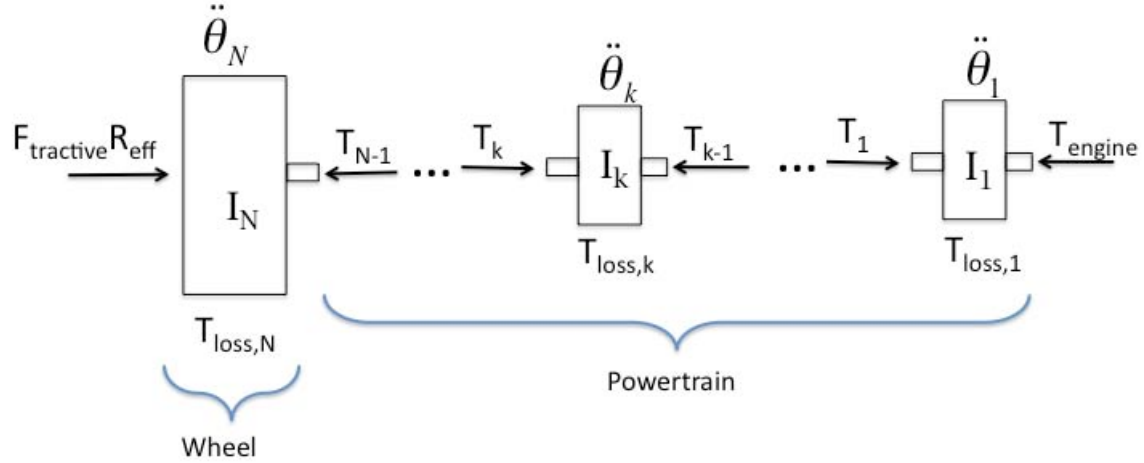 θ̈_N
θ̈_k
θ̈_1
F_tractive R_eff
T_N-1
T_k
T_k-1
T_1
T_engine
...
...
I_N
I_k
I_1
T_loss,k
T_loss,1
T_loss,N
Powertrain
Wheel